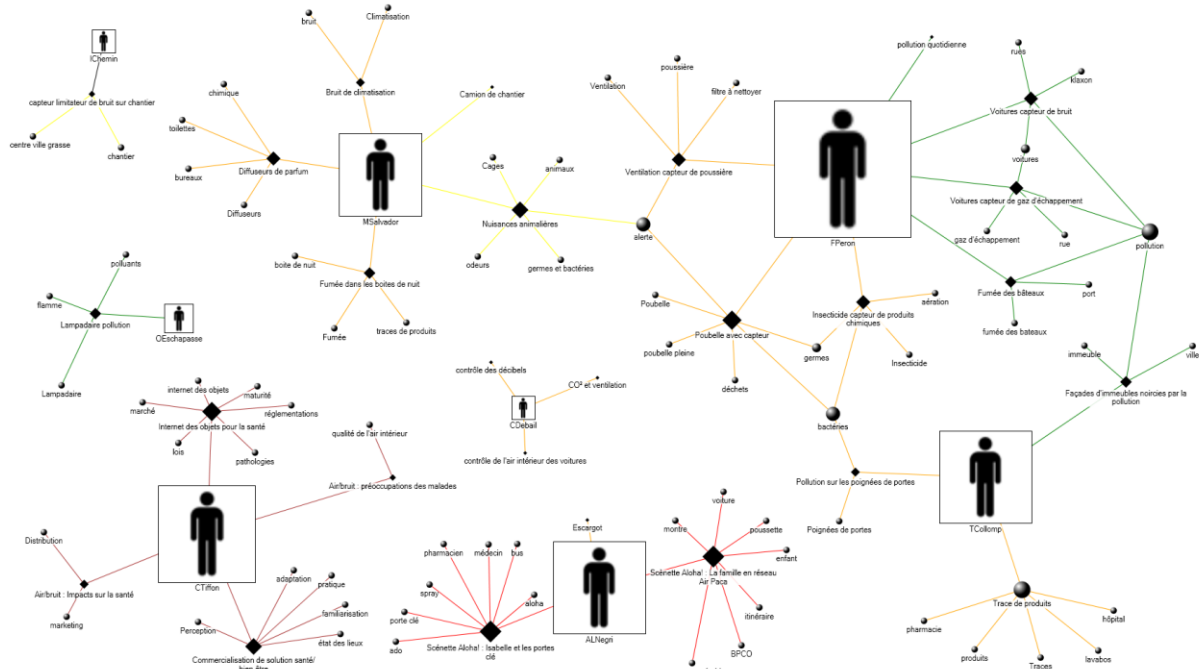 bruit
Climatisation
pollution quotidienne
rues
IChemin
poussière
klaxon
Ventilation
chimique
Bruit de climatisation
Camion de chantier
filtre à nettoyer
capteur limitateur de bruit sur chantier
Voitures capteur de bruit
toilettes
centre ville grasse
chantier
voitures
Cages
animaux
bureaux
Diffuseurs de parfum
Ventilation capteur de poussière
Voitures capteur de gaz d'échappement
Diffuseurs
MSalvador
Nuisances animalières
alerte
FPeron
gaz d'échappement
rue
pollution
polluants
boite de nuit
odeurs
germes et bactéries
flamme
Fumée dans les boites de nuit
Poubelle
aération
Fumée des bâteaux
port
Lampadaire pollution
OEschapasse
Fumée
traces de produits
Poubelle avec capteur
Insecticide capteur de produits
chimiques
fumée des bateaux
poubelle pleine
germes
Insecticide
immeuble
ville
contrôle des décibels
CO² et ventilation
déchets
Lampadaire
internet des objets
maturité
Façades d'immeubles noircies par la
pollution
marché
réglementations
Internet des objets pour la santé
CDebail
bactéries
lois
pathologies
qualité de l'air intérieur
contrôle de l'air intérieur des voitures
Air/bruit : préoccupations des malades
Pollution sur les poignées de portes
voiture
montre
poussette
Poignées de portes
TCollomp
Escargot
Distribution
pharmacien
médecin
bus
enfant
Scénette Aloha! : La famille en réseau
Air Paca
CTiffon
adaptation
pratique
spray
aloha
Air/bruit : Impacts sur la santé
Trace de produits
familiarisation
porte clé
itinéraire
hôpital
marketing
Perception
état des lieux
ado
Scénette Aloha! : Isabelle et les portes
clé
ALNegri
pharmacie
BPCO
produits
Traces
lavabos
Commercialisation de solution santé/